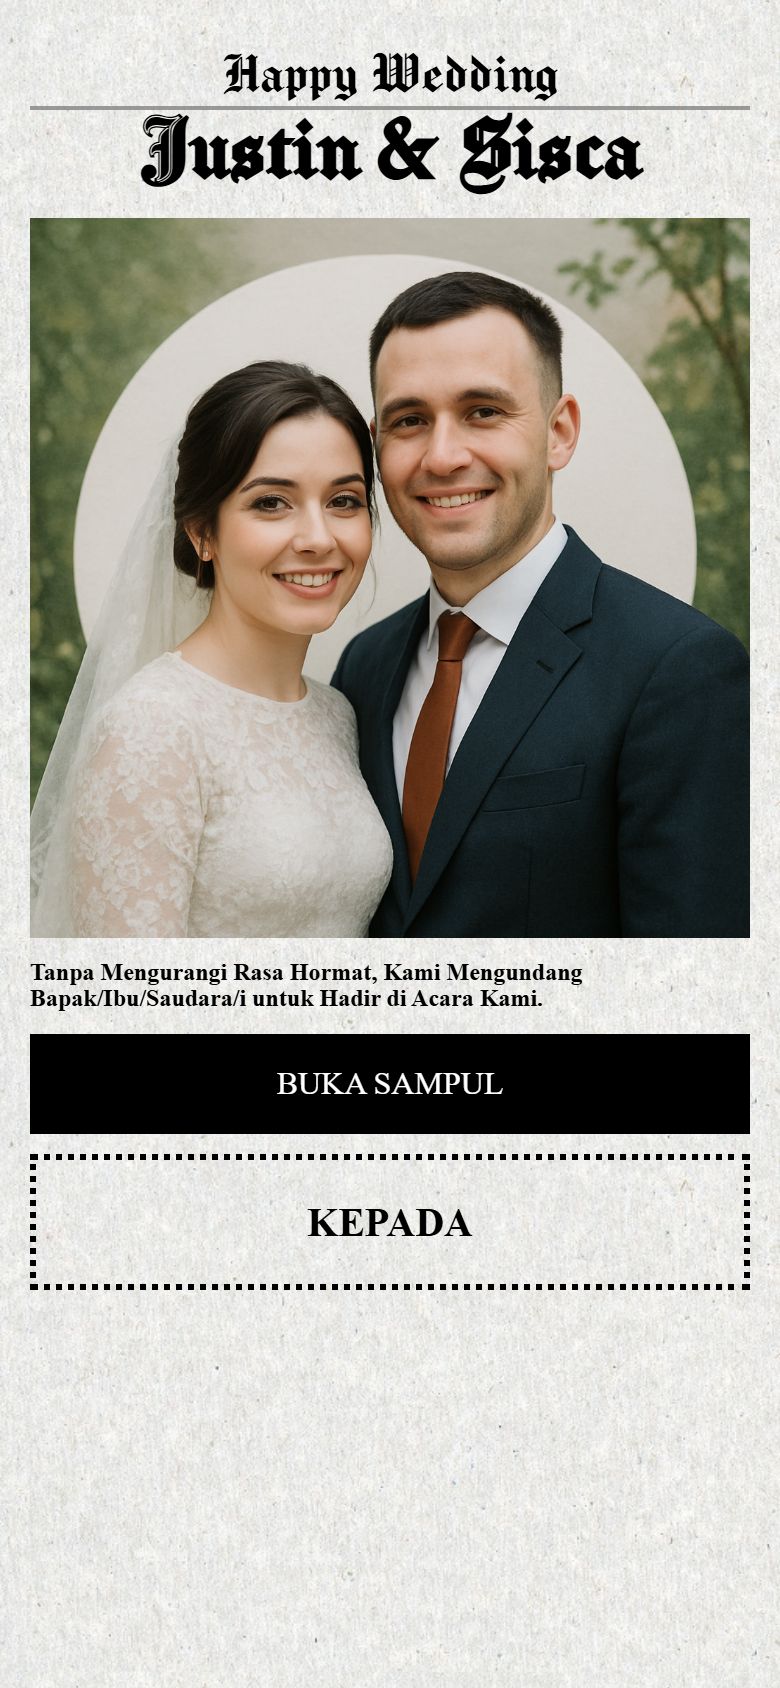 Happy Wedding
Justin & Sisca
Tanpa Mengurangi Rasa Hormat, Kami Mengundang
Bapak/Ibu/Saudara/i untuk Hadir di Acara Kami.
BUKA SAMPUL
KEPADA